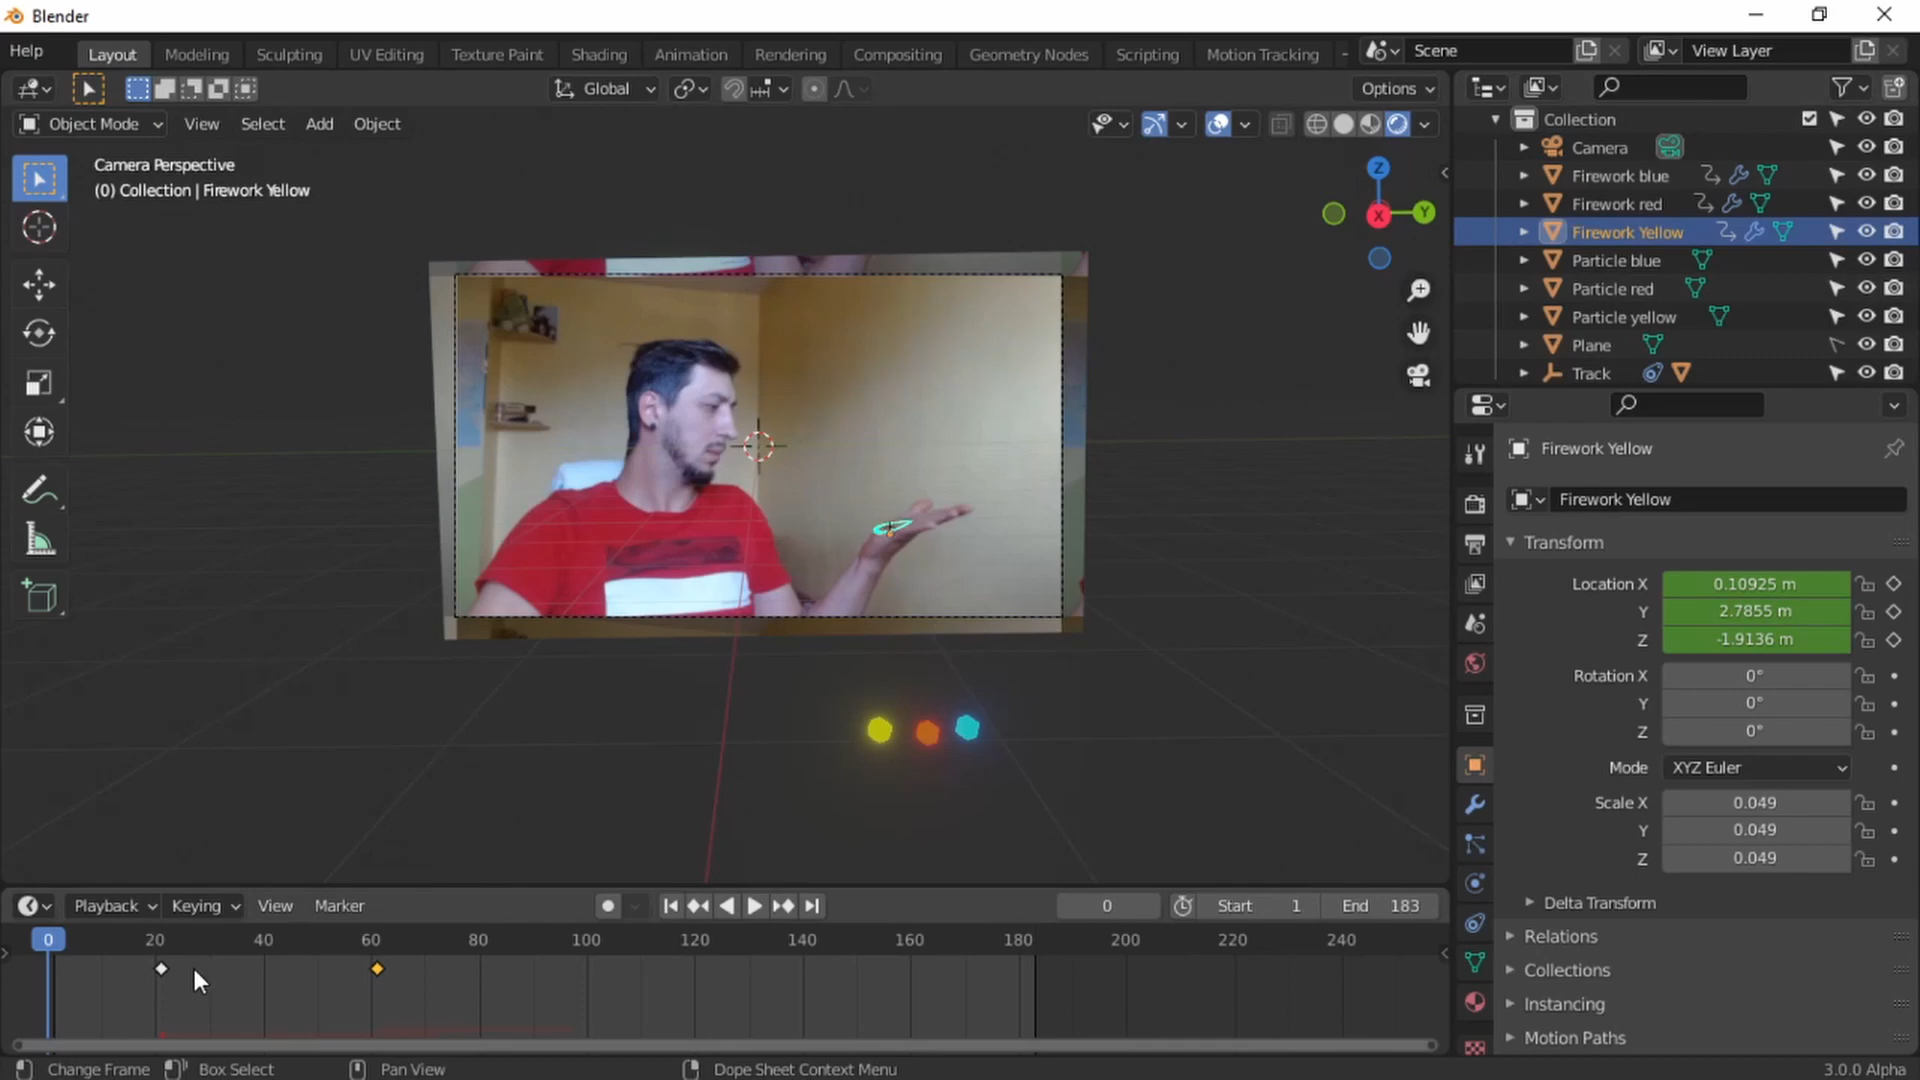 Blender
Help
Layout
Modeling
Sculpting
UV Editing
Texture Paint
Shading
Animation
Rendering
Compositing
Geometry Nodes
Scripting
Motion Tracking
Scene
View Layer
Global
Options
Object Mode
View
Select
Add
Object
Camera Perspective
(0) Collection | Firework Yellow
Z
Y
X
Collection
Camera
Firework blue
Firework red
Firework Yellow
Particle blue
Particle red
Particle yellow
Plane
Track
Firework Yellow
Firework Yellow
Transform
Location X 0.10925 m
Y 2.7855 m
Z -1.9136 m
Rotation X 0°
Y 0°
Z 0°
Mode XYZ Euler
Scale X 0.049
Y 0.049
Z 0.049
Delta Transform
Relations
Collections
Instancing
Motion Paths
Playback
Keying
View
Marker
0
Start 1
End 183
0 20 40 60 80 100 120 140 160 180 200 220 240
Change Frame
Box Select
Pan View
Dope Sheet Context Menu
3.0.0 Alpha